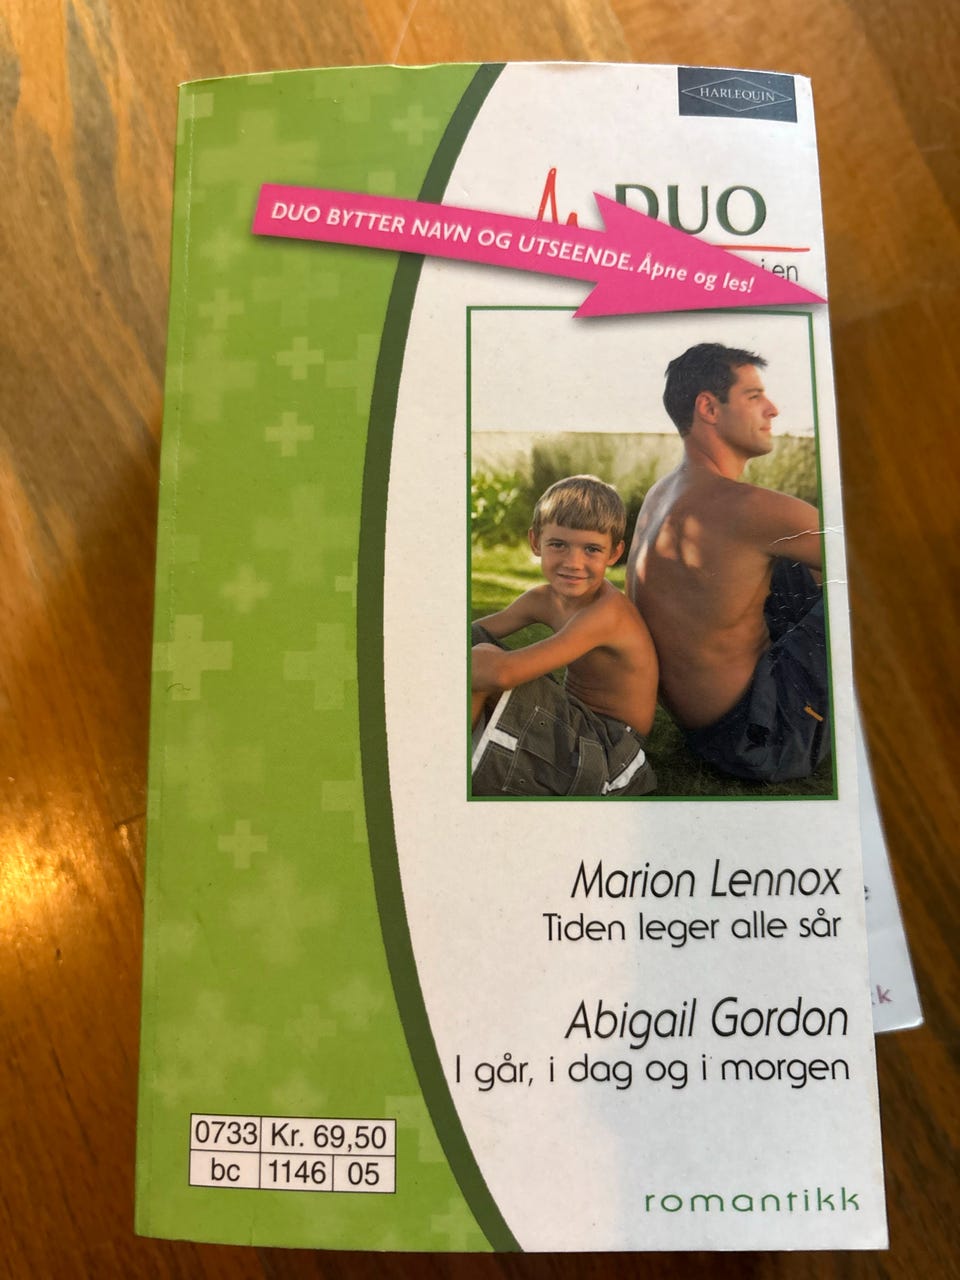 HARLEQUIN
DUO
DUO BYTTER NAVN OG UTSEENDE. Åpne og les!
i en
Marion Lennox
Tiden leger alle sår
Abigail Gordon
I går, i dag og i morgen
0733 Kr. 69,50
bc 1146 05
romantikk